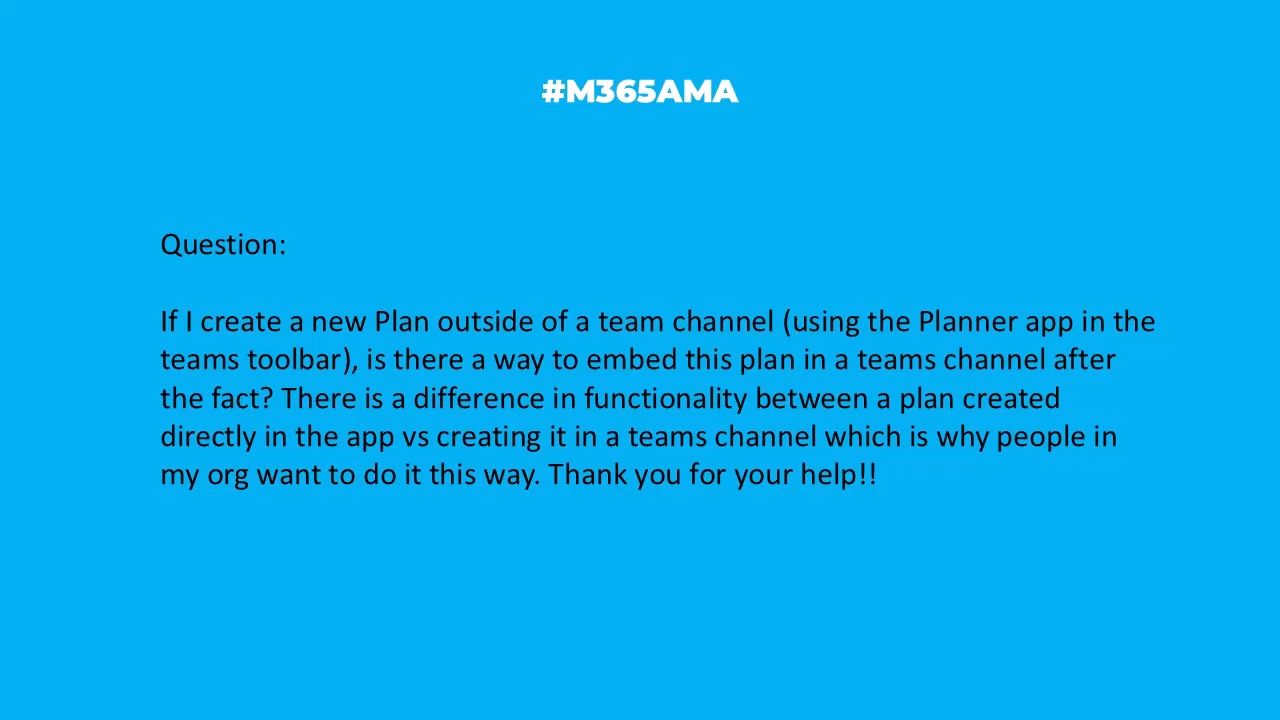 #M365AMA
Question:
If I create a new Plan outside of a team channel (using the Planner app in the
teams toolbar), is there a way to embed this plan in a teams channel after
the fact? There is a difference in functionality between a plan created
directly in the app vs creating it in a teams channel which is why people in
my org want to do it this way. Thank you for your help!!